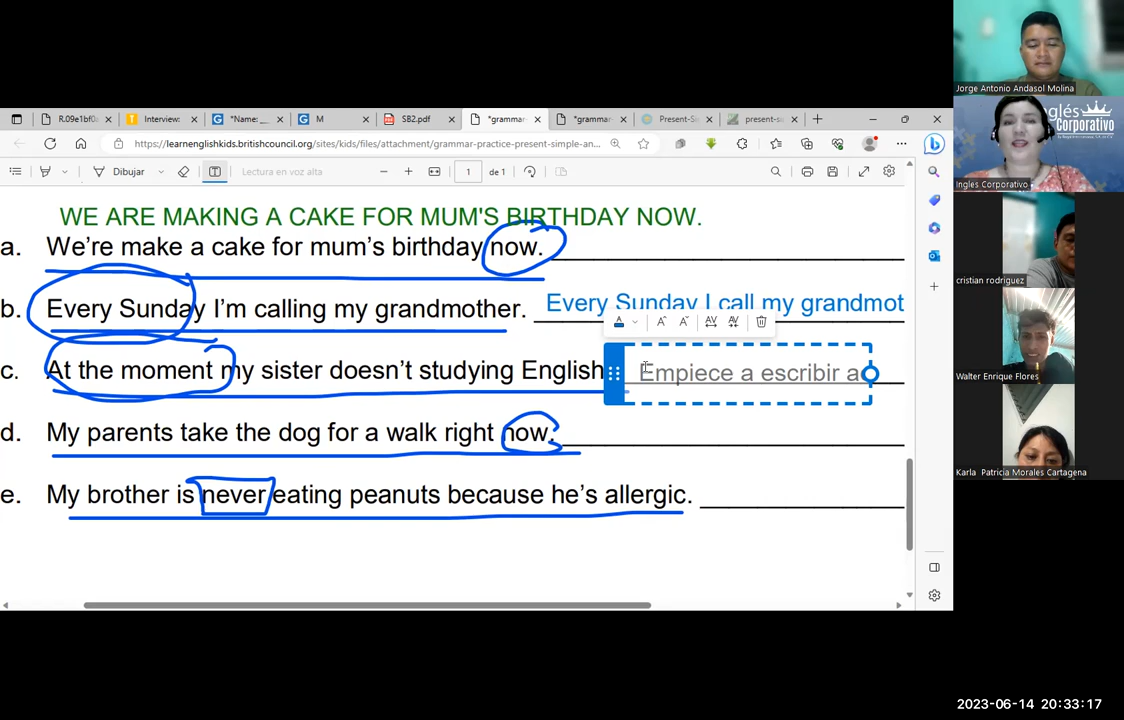 Jorge Antonio Andasol Molina
Inglés
Corporativo
Ingles Corporativo
cristian rodriguez
Walter Enrique Flores
Karla Patricia Morales Cartagena
R.09e1bf0
Interview:
*Name: __
M
SB2.pdf
*grammar-
*grammar-
Present-Si
present-s
https://learnenglishkids.britishcouncil.org/sites/kids/files/attachment/grammar-practice-present-simple-an...
Dibujar
Lectura en voz alta
1
de 1
WE ARE MAKING A CAKE FOR MUM'S BIRTHDAY NOW.
a. We're make a cake for mum's birthday now.
b. Every Sunday I'm calling my grandmother. Every Sunday I call my grandmot
c. At the moment my sister doesn't studying English
Empiece a escribir a
d. My parents take the dog for a walk right now.
e. My brother is never eating peanuts because he's allergic.
2023-06-14 20:33:17